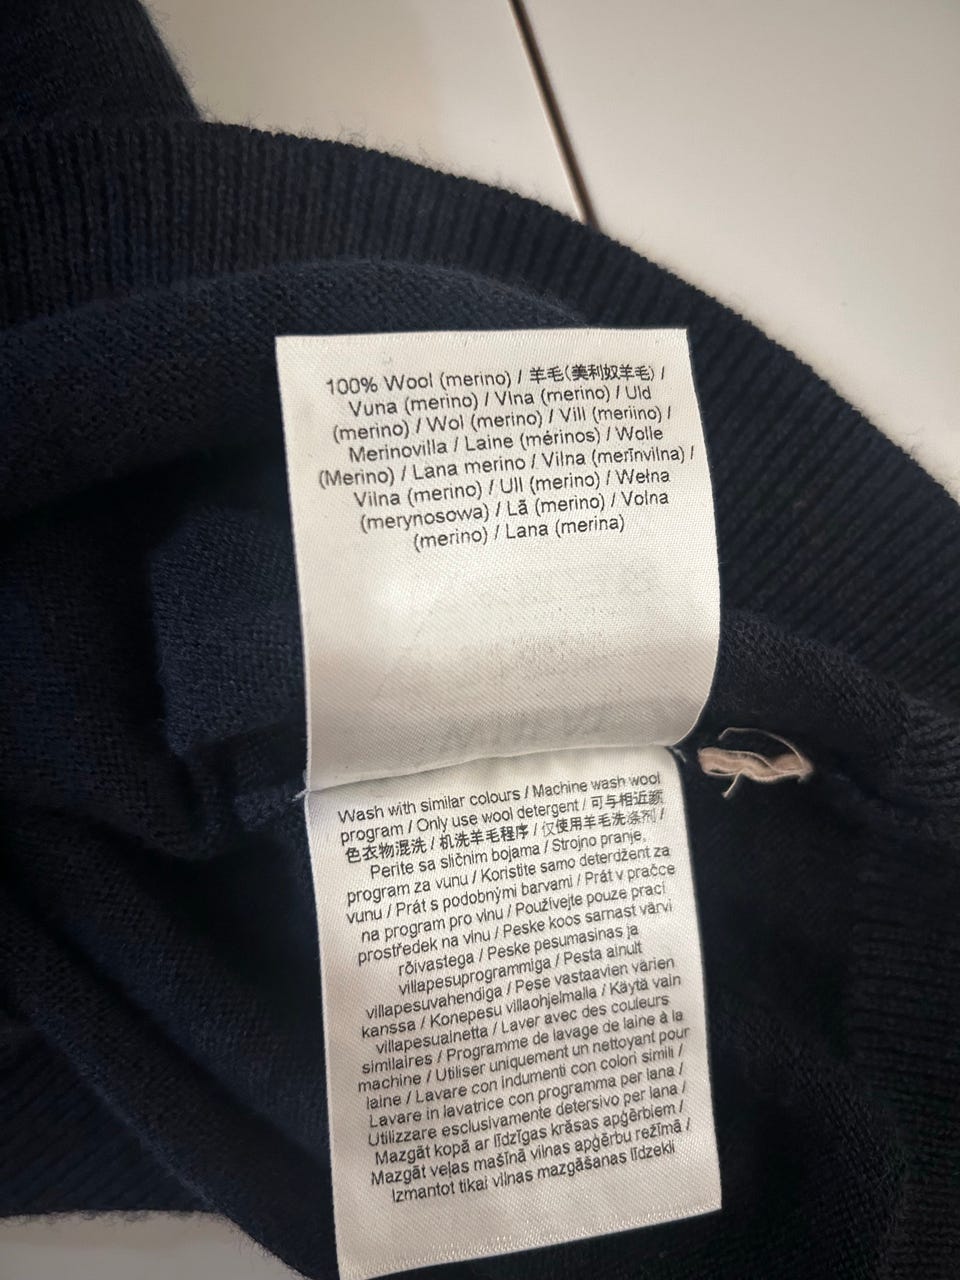 100% Wool (merino) / 羊毛(美利奴羊毛) /
Vuna (merino) / Vlna (merino) / Uld
(merino) / Wol (merino) / Vill (meriino) /
Merinovilla / Laine (mérinos) / Wolle
(Merino) / Lana merino / Vilna (merīnvilna) /
Vilna (merino) / Ull (merino) / Wełna
(merynosowa) / Lã (merino) / Volna
(merino) / Lana (merina)
Wash with similar colours / Machine wash wool
program / Only use wool detergent / 可与相近颜
色衣物混洗 / 机洗羊毛程序 / 仅使用羊毛洗涤剂 /
Perite sa sličnim bojama / Strojno pranje,
program za vunu / Koristite samo deterdžent za
vunu / Prát s podobnými barvami / Prát v pračce
na program pro vlnu / Používejte pouze prací
prostředek na vlnu / Peske koos samast värvi
rõivastega / Peske pesumasinas ja
villapesuprogrammiga / Pesta ainult
villapesuvahendiga / Pese vastaavien värien
kanssa / Konepesu villaohjelmalla / Käytä vain
villapesuainetta / Laver avec des couleurs
similaires / Programme de lavage de laine à la
machine / Utiliser uniquement un nettoyant pour
laine / Lavare con indumenti con colori simili /
Lavare in lavatrice con programma per lana /
Utilizzare esclusivamente detersivo per lana /
Mazgāt kopā ar līdzīgas krāsas apģērbiem /
Mazgāt veļas mašīnā vilnas apģērbu režīmā /
Izmantot tikai vilnas mazgāšanas līdzekli